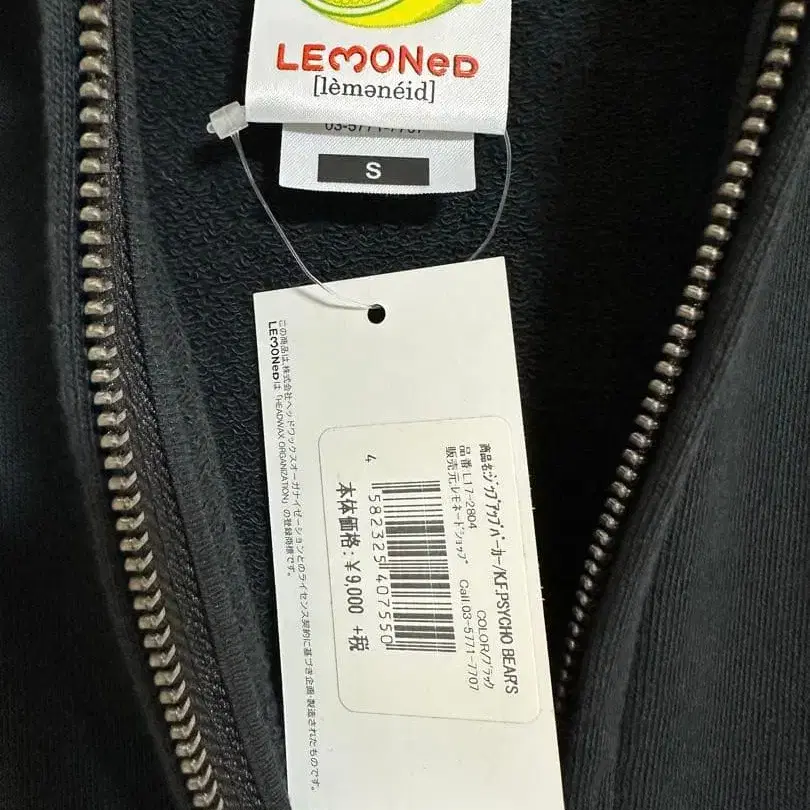 LEMONeD
[lèmənéid]
03-5771-7707
S
この商品は、株式会社ヘッドワックスオーガナイゼーションとのライセンス契約に基づき企画・製造されたものです。
LEMONeDは「HEADWAX ORGANIZATION」の登録商標です。
商品名:ｼﾞｯﾌﾟｱｯﾌﾟﾊﾟｰｶｰ/K.F.PSYCHO BEARS
品番 L17-2804 COLOR/ﾌﾞﾗｯｸ
販売元:レモネードｼｮｯﾌﾟ Call.03-5771-7707
4 582325 407550
本体価格:￥9,000 +税